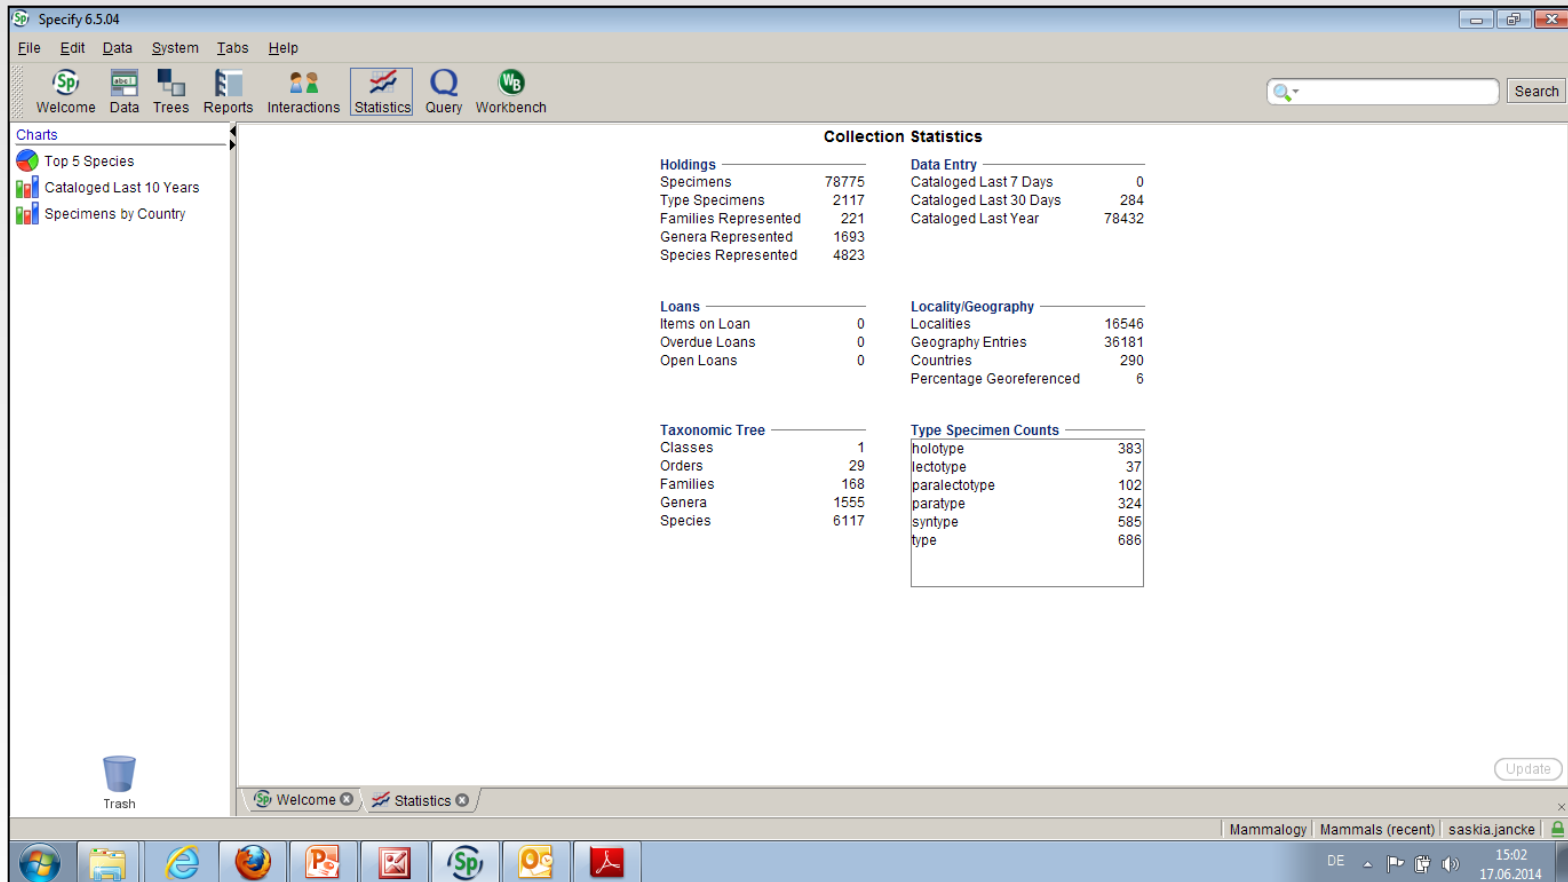 Specify 6.5.04
File Edit Data System Tabs Help
Welcome Data Trees Reports Interactions Statistics Query Workbench Search
Charts
Top 5 Species
Cataloged Last 10 Years
Specimens by Country
Trash
Collection Statistics
Holdings
Specimens 78775
Type Specimens 2117
Families Represented 221
Genera Represented 1693
Species Represented 4823
Data Entry
Cataloged Last 7 Days 0
Cataloged Last 30 Days 284
Cataloged Last Year 78432
Loans
Items on Loan 0
Overdue Loans 0
Open Loans 0
Locality/Geography
Localities 16546
Geography Entries 36181
Countries 290
Percentage Georeferenced 6
Taxonomic Tree
Classes 1
Orders 29
Families 168
Genera 1555
Species 6117
Type Specimen Counts
holotype 383
lectotype 37
paralectotype 102
paratype 324
syntype 585
type 686
Update
Welcome Statistics
Mammalogy Mammals (recent) saskia.jancke
DE 15:02
17.06.2014